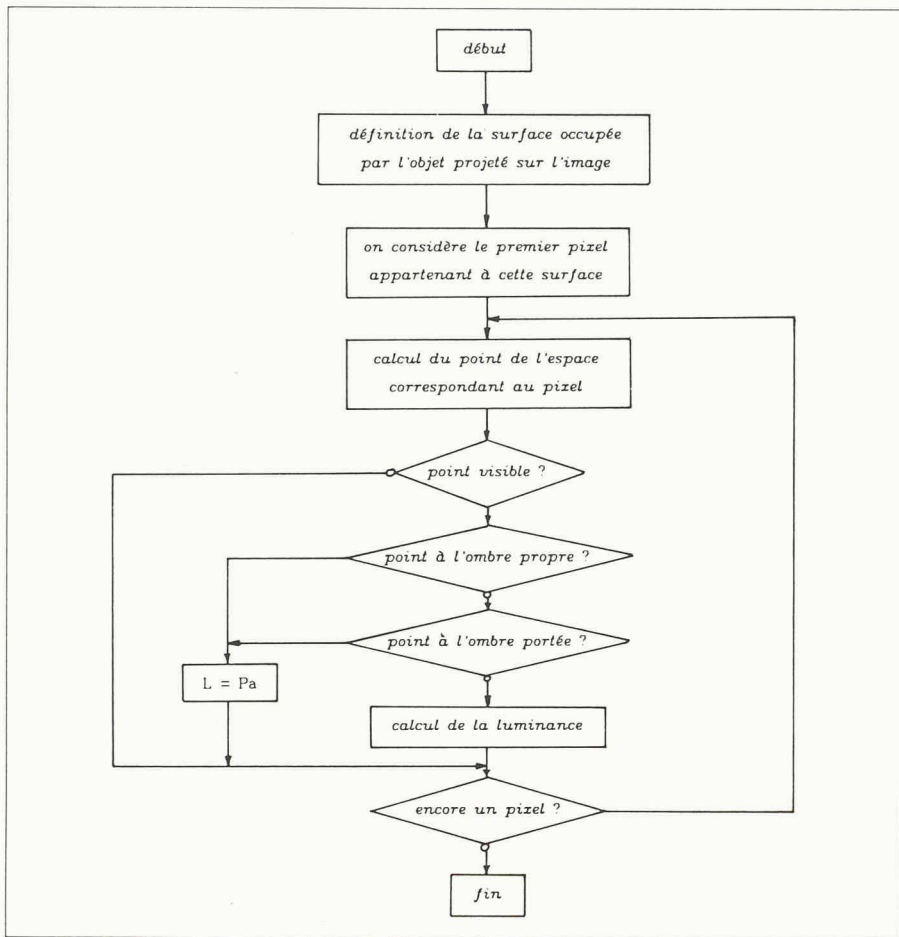 début
définition de la surface occupée
par l'objet projeté sur l'image
on considère le premier pixel
appartenant à cette surface
calcul du point de l'espace
correspondant au pixel
point visible ?
point à l'ombre propre ?
point à l'ombre portée ?
L = Pa
calcul de la luminance
encore un pixel ?
fin